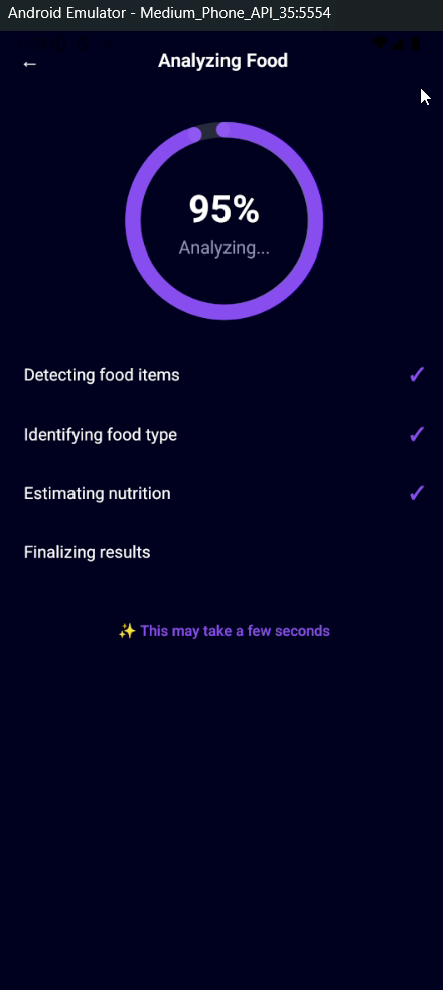 Android Emulator - Medium_Phone_API_35:5554
← Analyzing Food
95%
Analyzing...
Detecting food items ✓
Identifying food type ✓
Estimating nutrition ✓
Finalizing results
✨ This may take a few seconds